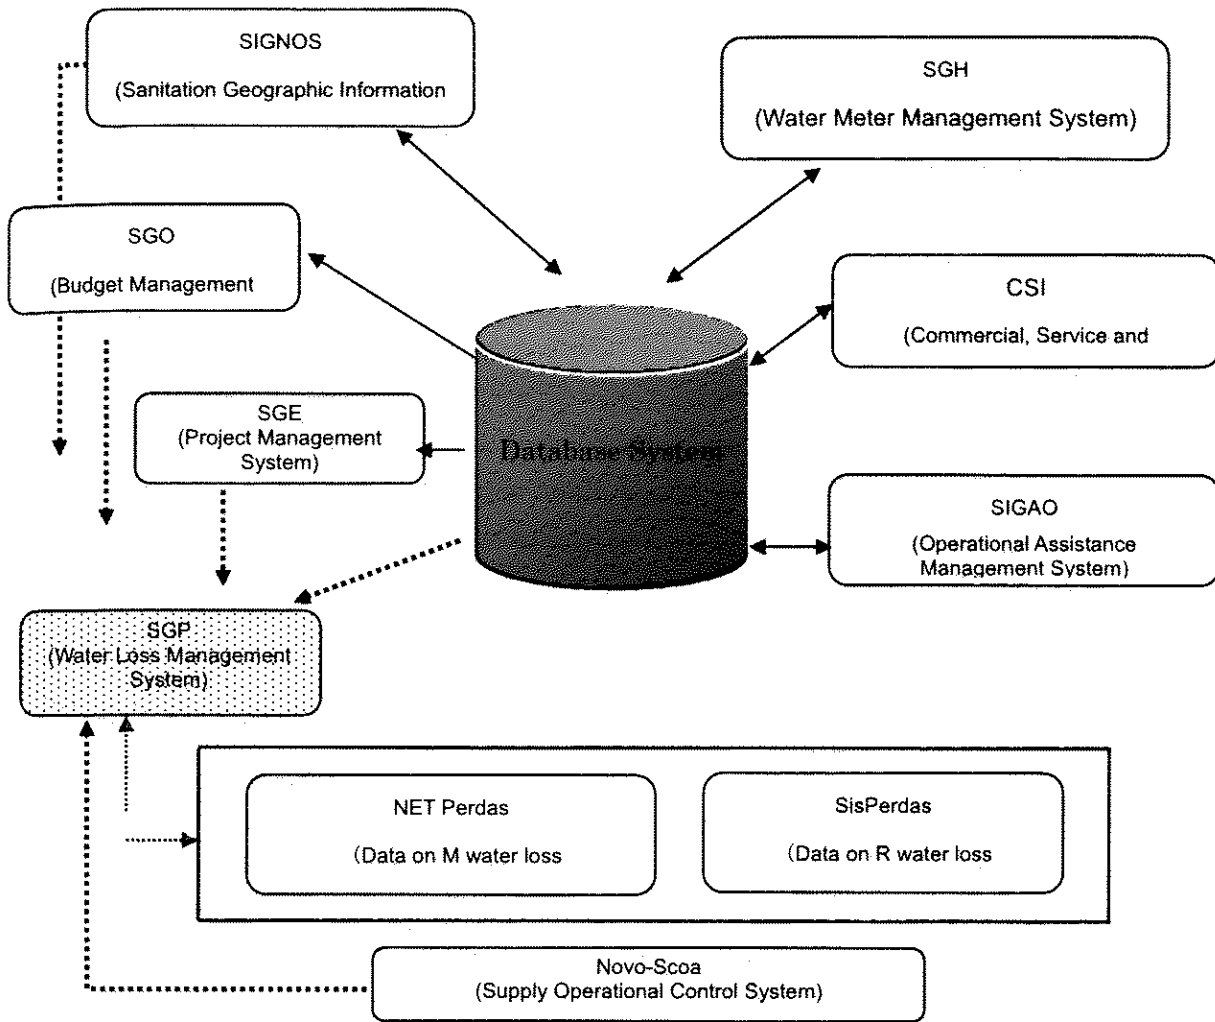 SIGNOS
(Sanitation Geographic Information
SGH
(Water Meter Management System)
SGO
(Budget Management
CSI
(Commercial, Service and
SGE
(Project Management
System)
Database System
SIGAO
(Operational Assistance
Management System)
SGP
(Water Loss Management
System)
NET Perdas
(Data on M water loss
SisPerdas
(Data on R water loss
Novo-Scoa
(Supply Operational Control System)